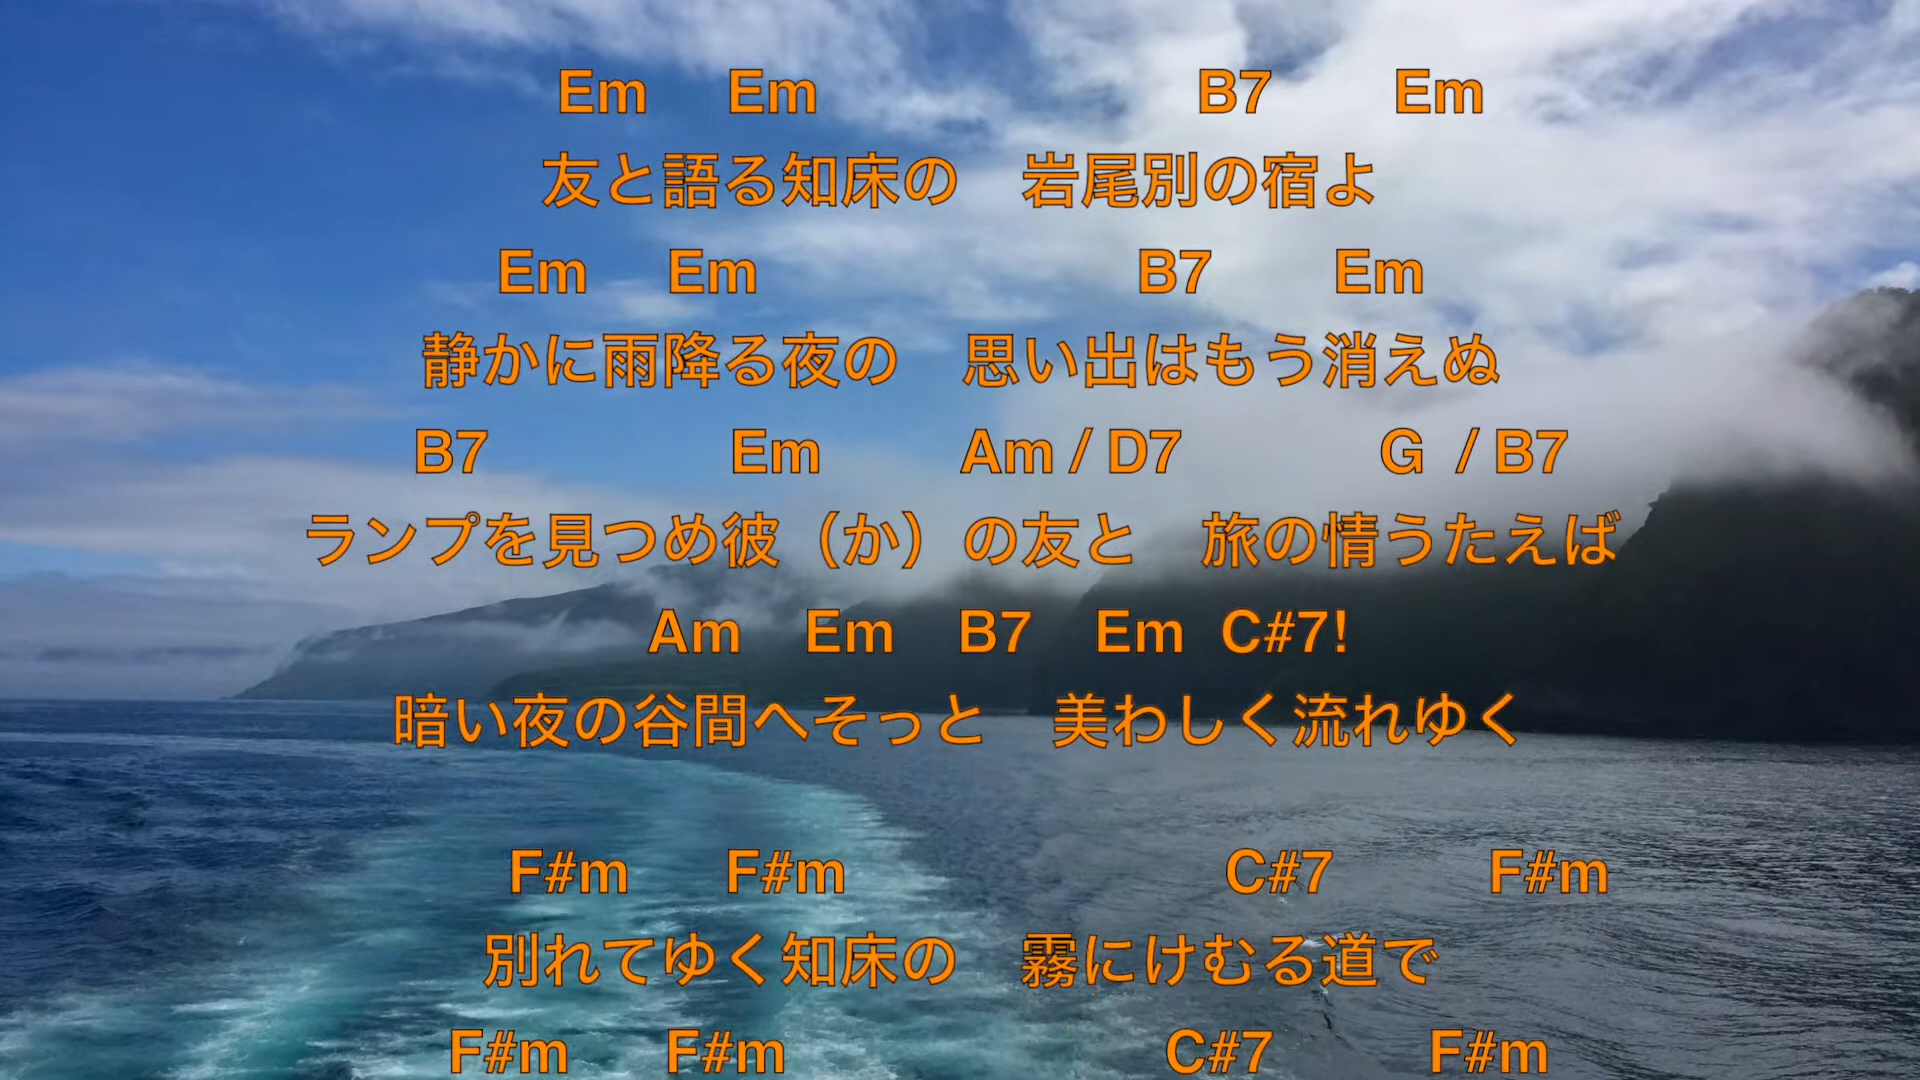 Em Em B7 Em
友と語る知床の　岩尾別の宿よ
Em Em B7 Em
静かに雨降る夜の　思い出はもう消えぬ
B7 Em Am / D7 G / B7
ランプを見つめ彼（か）の友と　旅の情うたえば
Am Em B7 Em C#7!
暗い夜の谷間へそっと　美わしく流れゆく
F#m F#m C#7 F#m
別れてゆく知床の　霧にけむる道で
F#m F#m C#7 F#m